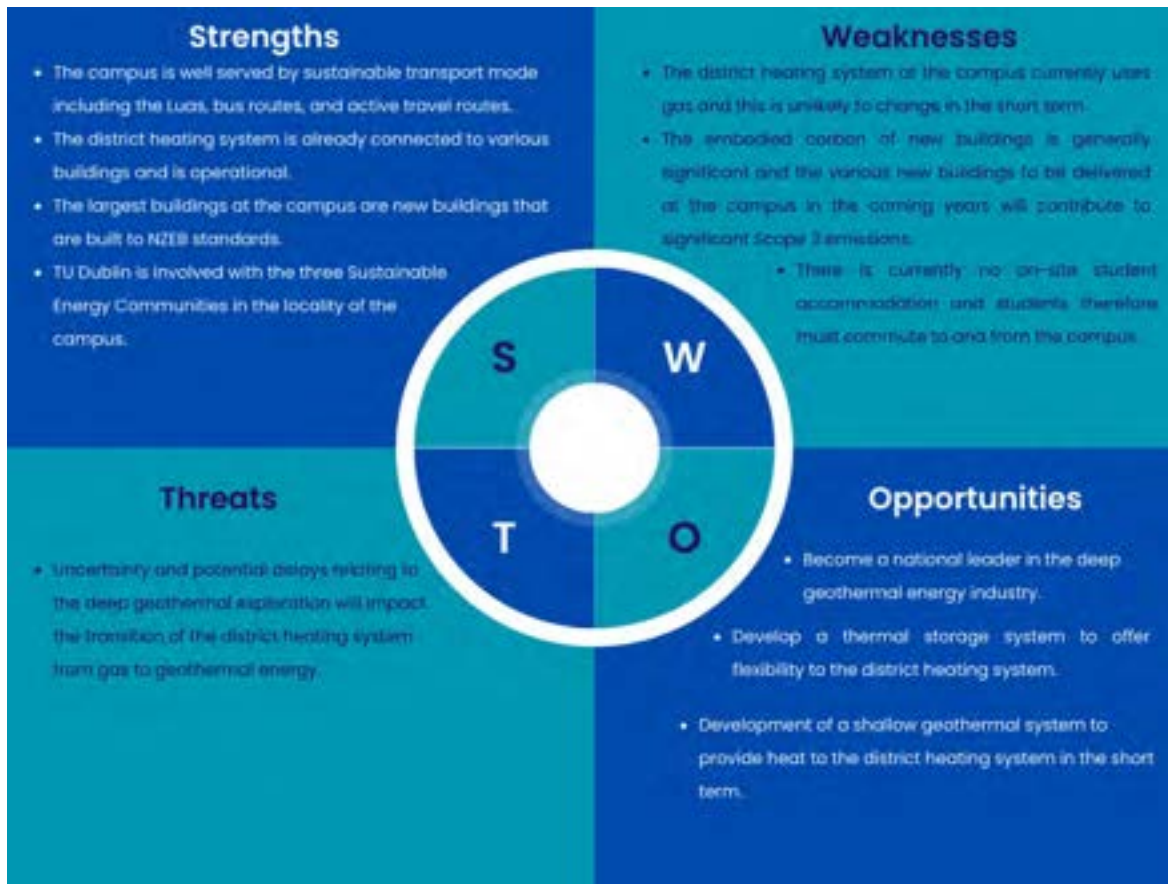 Strengths
• The campus is well served by sustainable transport mode
including the Luas, bus routes, and active travel routes.
• The district heating system is already connected to various
buildings and is operational.
• The largest buildings at the campus are new buildings that
are built to NZEB standards.
• TU Dublin is involved with the three Sustainable
Energy Communities in the locality of the
campus.
Weaknesses
• The district heating system at the campus currently uses
gas and this is unlikely to change in the short term.
• The embodied carbon of new buildings is generally
significant and the various new buildings to be delivered
at the campus in the coming years will contribute to
significant Scope 3 emissions.
• There is currently no on-site student
accommodation and students therefore
must commute to and from the campus.
S
W
T
O
Threats
• Uncertainty and potential delays relating to
the deep geothermal exploration will impact
the transition of the district heating system
from gas to geothermal energy.
Opportunities
• Become a national leader in the deep
geothermal energy industry.
• Develop a thermal storage system to offer
flexibility to the district heating system.
• Development of a shallow geothermal system to
provide heat to the district heating system in the short
term.